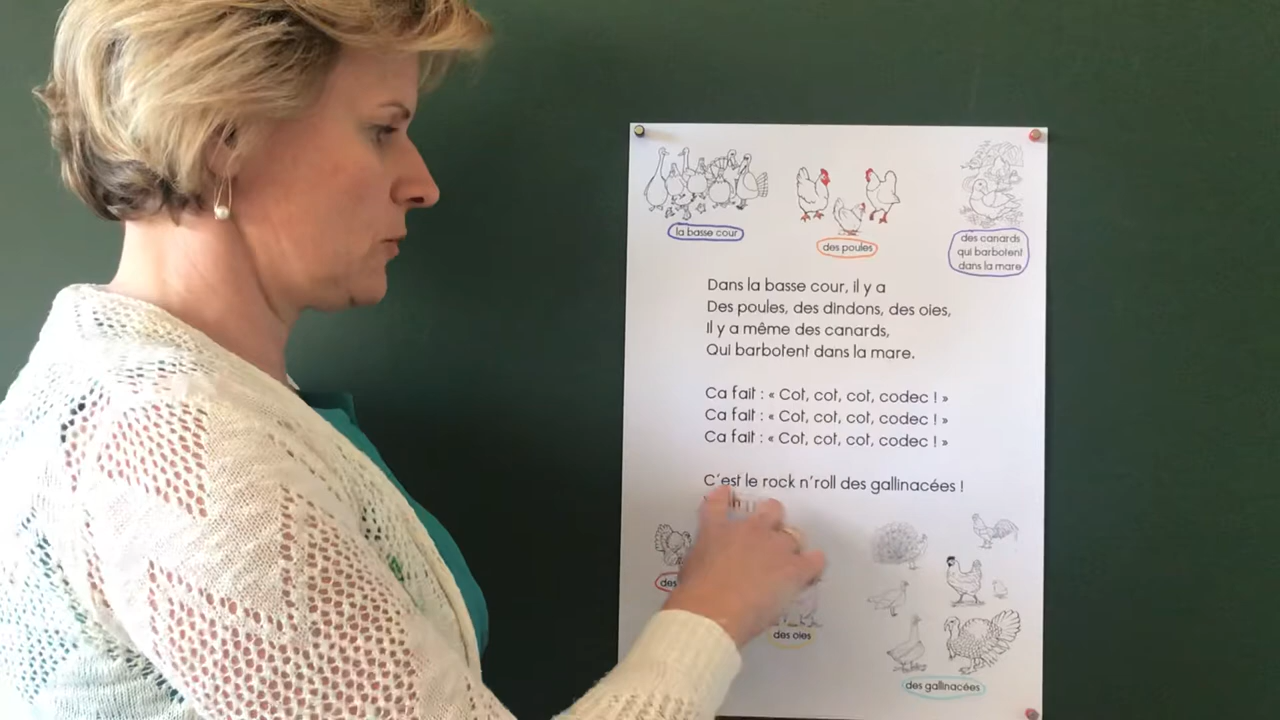 la basse cour
des poules
des canards
qui barbotent
dans la mare
Dans la basse cour, il y a
Des poules, des dindons, des oies,
Il y a même des canards,
Qui barbotent dans la mare.
Ca fait : « Cot, cot, cot, codec ! »
Ca fait : « Cot, cot, cot, codec ! »
Ca fait : « Cot, cot, cot, codec ! »
C'est le rock n'roll des gallinacées !
des
des oies
des gallinacées